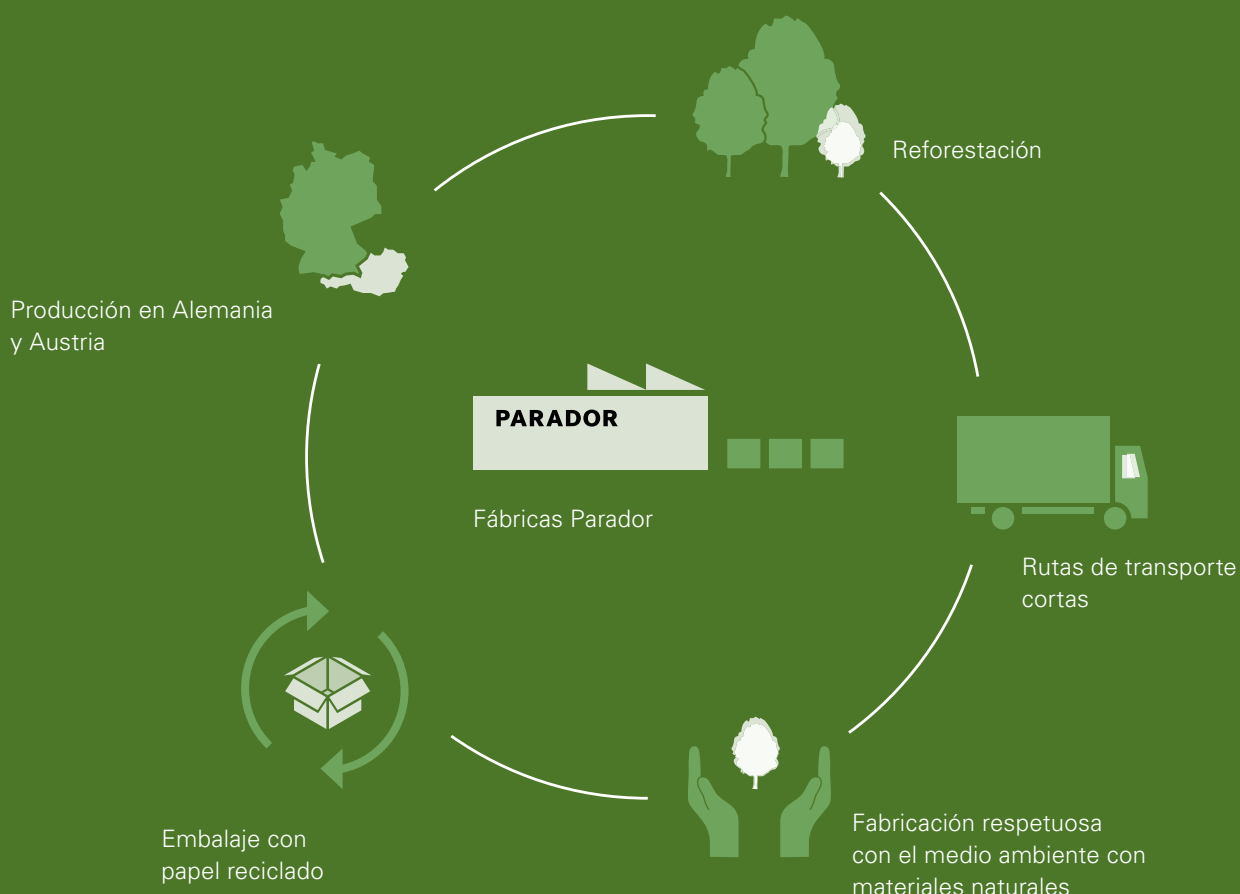 Reforestación
Producción en Alemania
y Austria
PARADOR
Fábricas Parador
Rutas de transporte
cortas
Embalaje con
papel reciclado
Fabricación respetuosa
con el medio ambiente con
materiales naturales